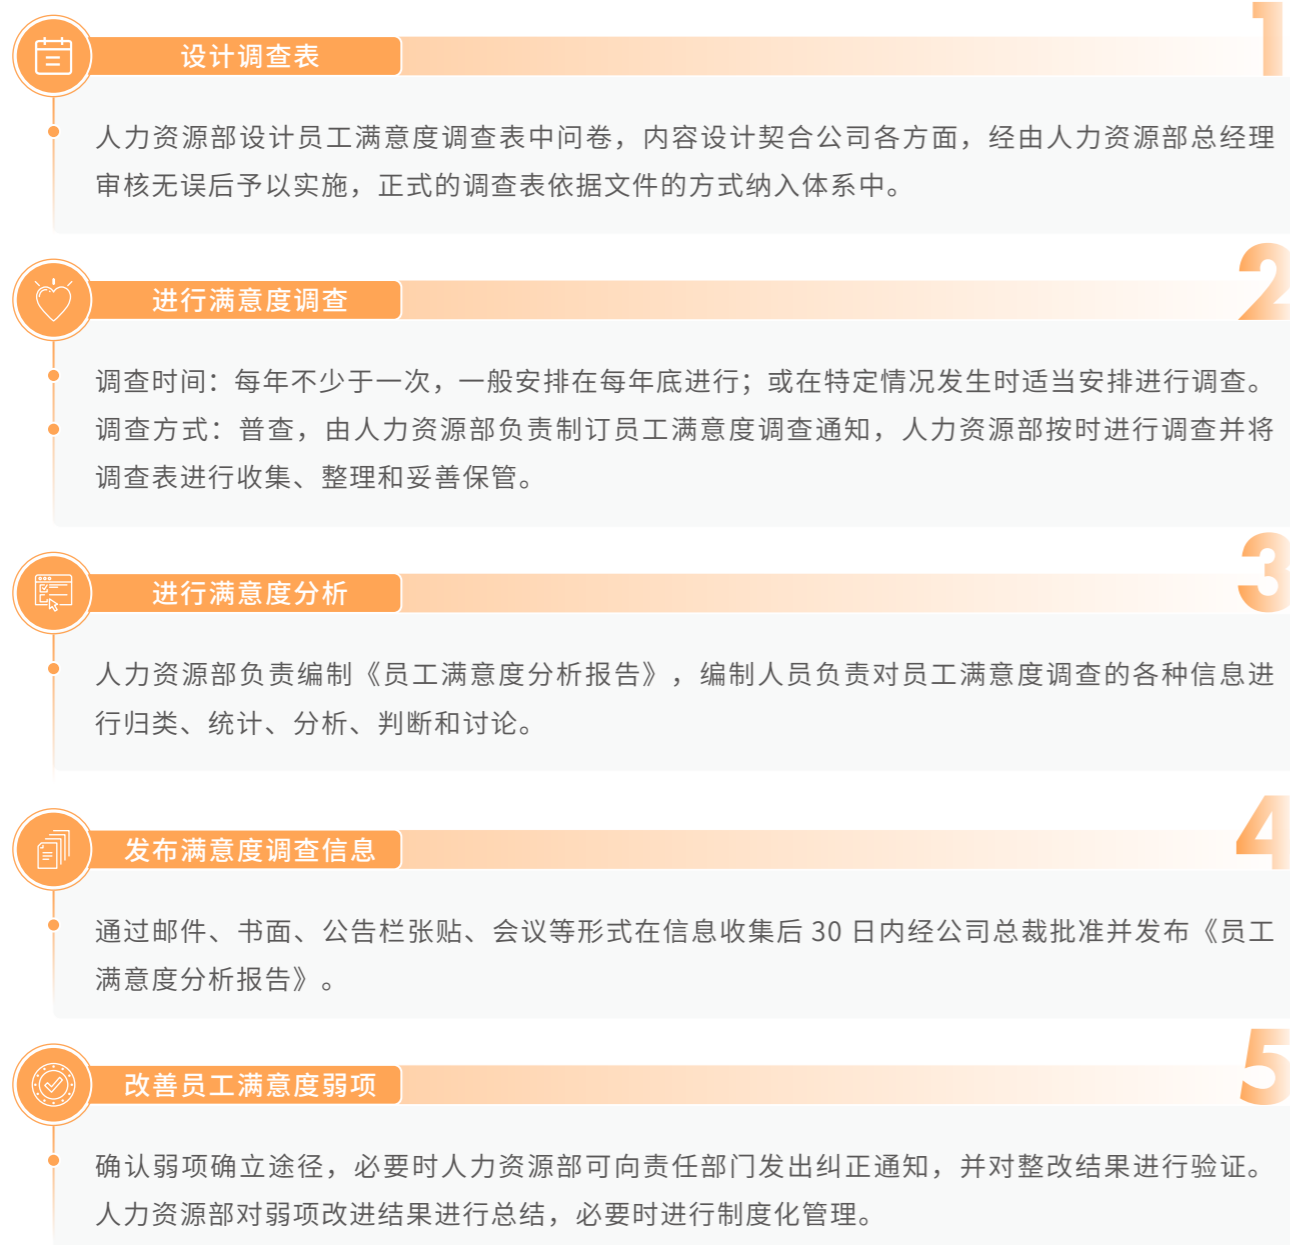 1
设计调查表
人力资源部设计员工满意度调查表中问卷，内容设计契合公司各方面，经由人力资源部总经理
审核无误后予以实施，正式的调查表依据文件的方式纳入体系中。
2
进行满意度调查
调查时间：每年不少于一次，一般安排在每年底进行；或在特定情况发生时适当安排进行调查。
调查方式：普查，由人力资源部负责制订员工满意度调查通知，人力资源部按时进行调查并将
调查表进行收集、整理和妥善保管。
3
进行满意度分析
人力资源部负责编制《员工满意度分析报告》，编制人员负责对员工满意度调查的各种信息进
行归类、统计、分析、判断和讨论。
4
发布满意度调查信息
通过邮件、书面、公告栏张贴、会议等形式在信息收集后 30 日内经公司总裁批准并发布《员工
满意度分析报告》。
5
改善员工满意度弱项
确认弱项确立途径，必要时人力资源部可向责任部门发出纠正通知，并对整改结果进行验证。
人力资源部对弱项改进结果进行总结，必要时进行制度化管理。